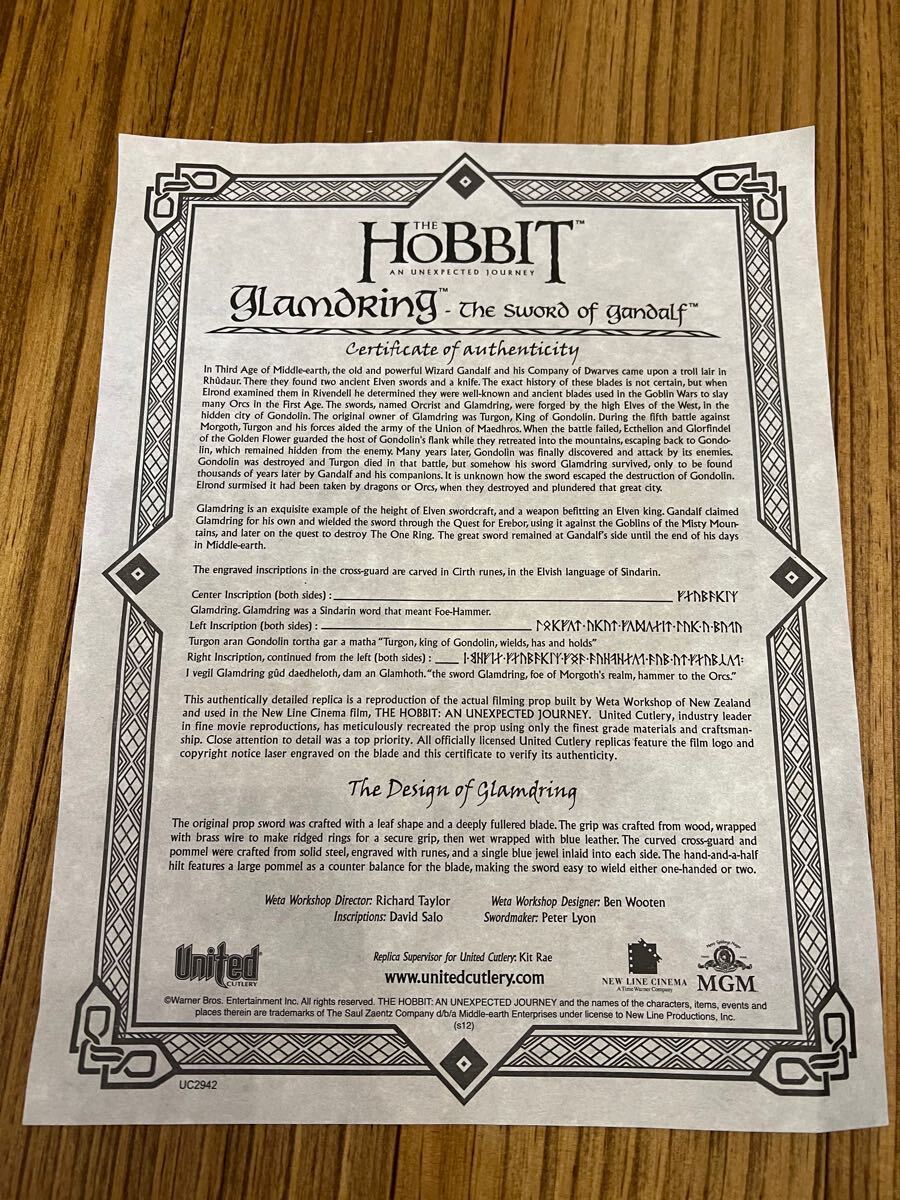 THE
HOBBIT™
AN UNEXPECTED JOURNEY
Glamdring™ - The Sword of Gandalf™
Certificate of authenticity
In Third Age of Middle-earth, the old and powerful Wizard Gandalf and his Company of Dwarves came upon a troll lair in
Rhûdaur. There they found two ancient Elven swords and a knife. The exact history of these blades is not certain, but when
Elrond examined them in Rivendell he determined they were well-known and ancient blades used in the Goblin Wars to slay
many Orcs in the First Age. The swords, named Orcrist and Glamdring, were forged by the high Elves of the West, in the
hidden city of Gondolin. The original owner of Glamdring was Turgon, King of Gondolin. During the fifth battle against
Morgoth, Turgon and his forces aided the army of the Union of Maedhros. When the battle failed, Ecthelion and Glorfindel
of the Golden Flower guarded the host of Gondolin's flank while they retreated into the mountains, escaping back to Gondo-
lin, which remained hidden from the enemy. Many years later, Gondolin was finally discovered and attack by its enemies.
Gondolin was destroyed and Turgon died in that battle, but somehow his sword Glamdring survived, only to be found
thousands of years later by Gandalf and his companions. It is unknown how the sword escaped the destruction of Gondolin.
Elrond surmised it had been taken by dragons or Orcs, when they destroyed and plundered that great city.
Glamdring is an exquisite example of the height of Elven swordcraft, and a weapon befitting an Elven king. Gandalf claimed
Glamdring for his own and wielded the sword through the Quest for Erebor, using it against the Goblins of the Misty Moun-
tains, and later on the quest to destroy The One Ring. The great sword remained at Gandalf's side until the end of his days
in Middle-earth.
The engraved inscriptions in the cross-guard are carved in Cirth runes, in the Elvish language of Sindarin.
Center Inscription (both sides) :
Glamdring. Glamdring was a Sindarin word that meant Foe-Hammer.
Left Inscription (both sides) :
Turgon aran Gondolin tortha gar a matha "Turgon, king of Gondolin, wields, has and holds"
Right Inscription, continued from the left (both sides) :
I vegil Glamdring gûd daedheloth, dam an Glamhoth. "the sword Glamdring, foe of Morgoth's realm, hammer to the Orcs."
This authentically detailed replica is a reproduction of the actual filming prop built by Weta Workshop of New Zealand
and used in the New Line Cinema film, THE HOBBIT: AN UNEXPECTED JOURNEY. United Cutlery, industry leader
in fine movie reproductions, has meticulously recreated the prop using only the finest grade materials and craftsman-
ship. Close attention to detail was a top priority. All officially licensed United Cutlery replicas feature the film logo and
copyright notice laser engraved on the blade and this certificate to verify its authenticity.
The Design of Glamdring
The original prop sword was crafted with a leaf shape and a deeply fullered blade. The grip was crafted from wood, wrapped
with brass wire to make ridged rings for a secure grip, then wet wrapped with blue leather. The curved cross-guard and
pommel were crafted from solid steel, engraved with runes, and a single blue jewel inlaid into each side. The hand-and-a-half
hilt features a large pommel as a counter balance for the blade, making the sword easy to wield either one-handed or two.
Weta Workshop Director: Richard Taylor Weta Workshop Designer: Ben Wooten
Inscriptions: David Salo Swordmaker: Peter Lyon
Replica Supervisor for United Cutlery: Kit Rae
www.unitedcutlery.com
United
CUTLERY
NEW LINE CINEMA
A Time Warner Company
MGM
©Warner Bros. Entertainment Inc. All rights reserved. THE HOBBIT: AN UNEXPECTED JOURNEY and the names of the characters, items, events and
places therein are trademarks of The Saul Zaentz Company d/b/a Middle-earth Enterprises under license to New Line Productions, Inc.
(s12)
UC2942